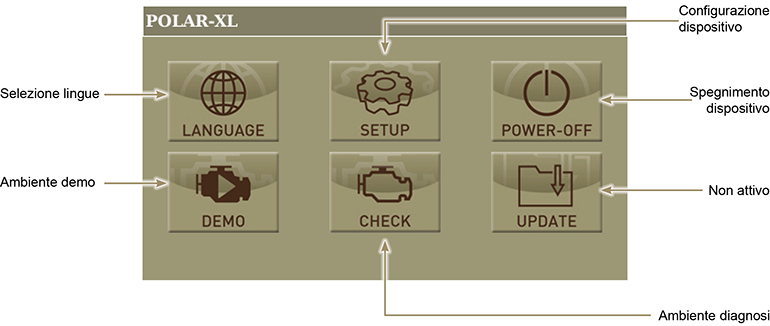 POLAR-XL
Configurazione
dispositivo
Selezione lingue
LANGUAGE
SETUP
POWER-OFF
Spegnimento
dispositivo
Ambiente demo
DEMO
CHECK
UPDATE
Non attivo
Ambiente diagnosi